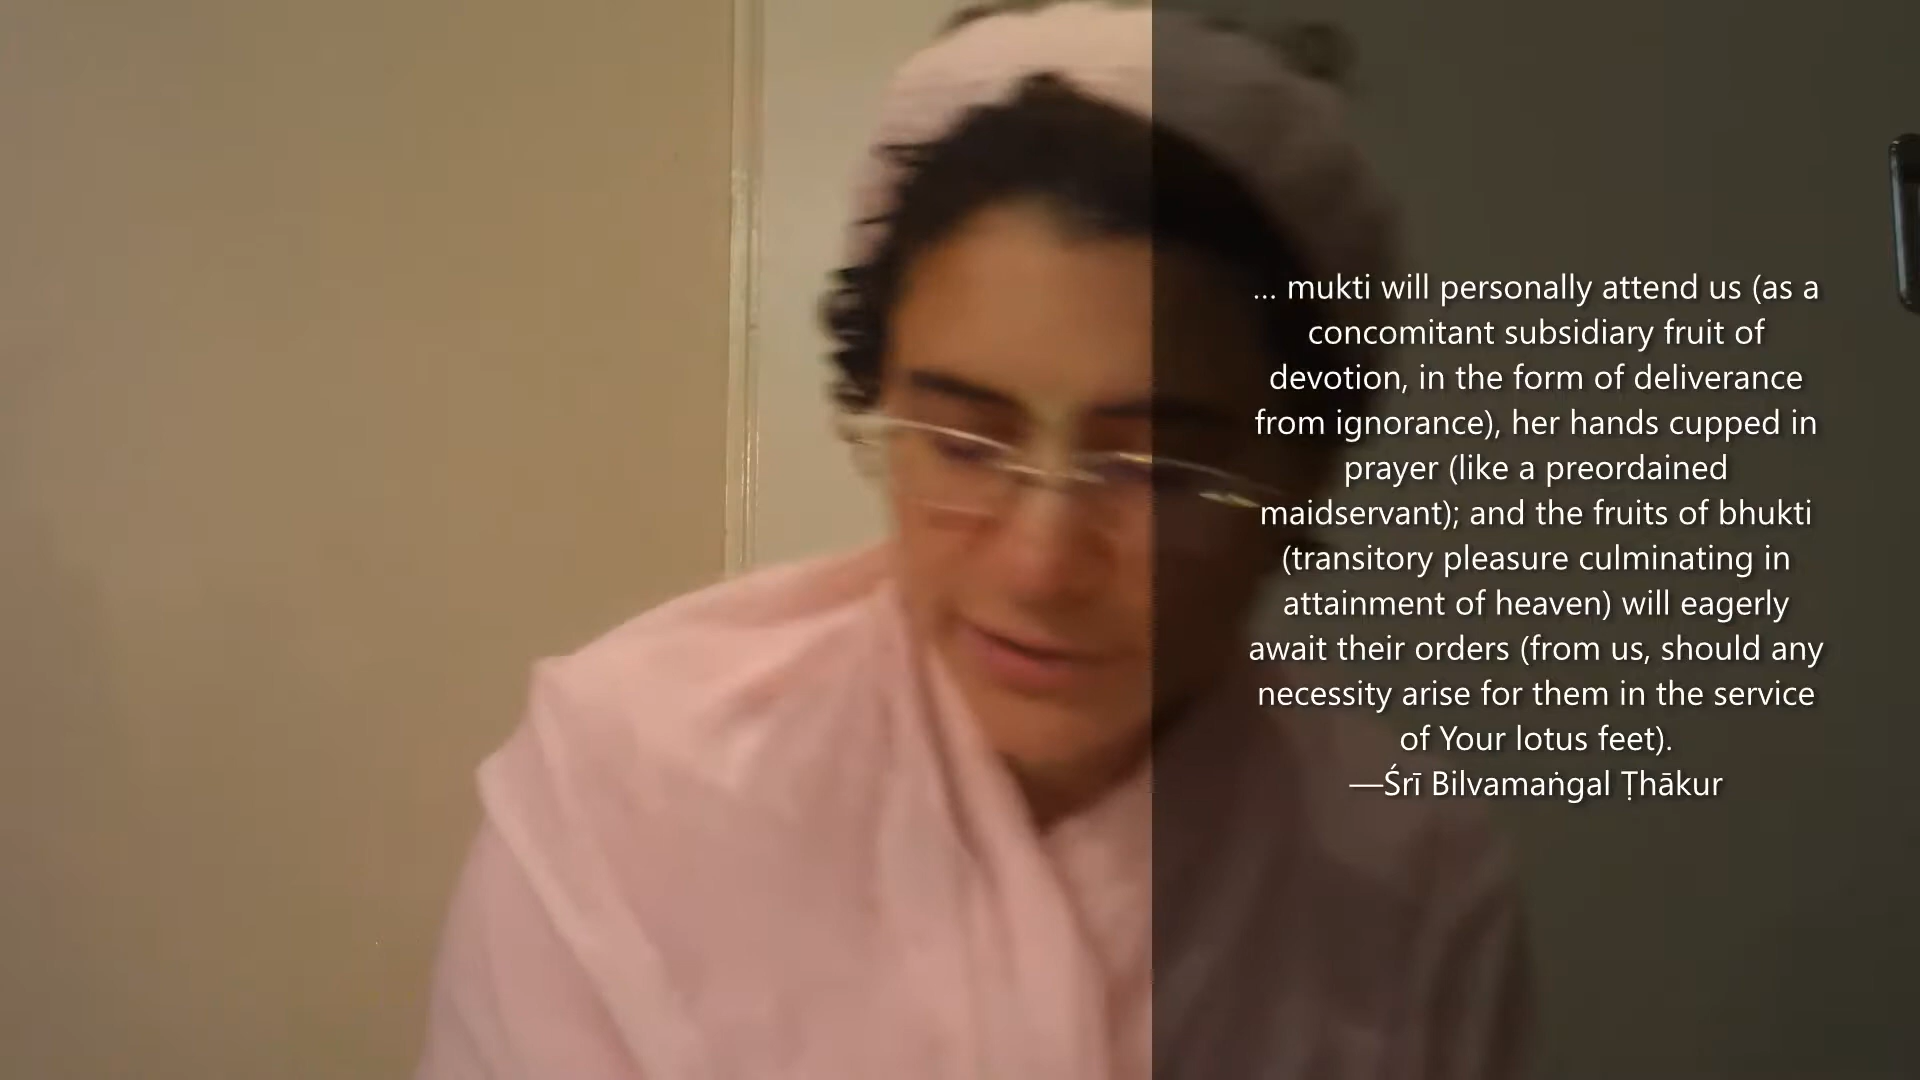 ... mukti will personally attend us (as a
concomitant subsidiary fruit of
devotion, in the form of deliverance
from ignorance), her hands cupped in
prayer (like a preordained
maidservant); and the fruits of bhukti
(transitory pleasure culminating in
attainment of heaven) will eagerly
await their orders (from us, should any
necessity arise for them in the service
of Your lotus feet).
—Śrī Bilvamaṅgal Ṭhākur